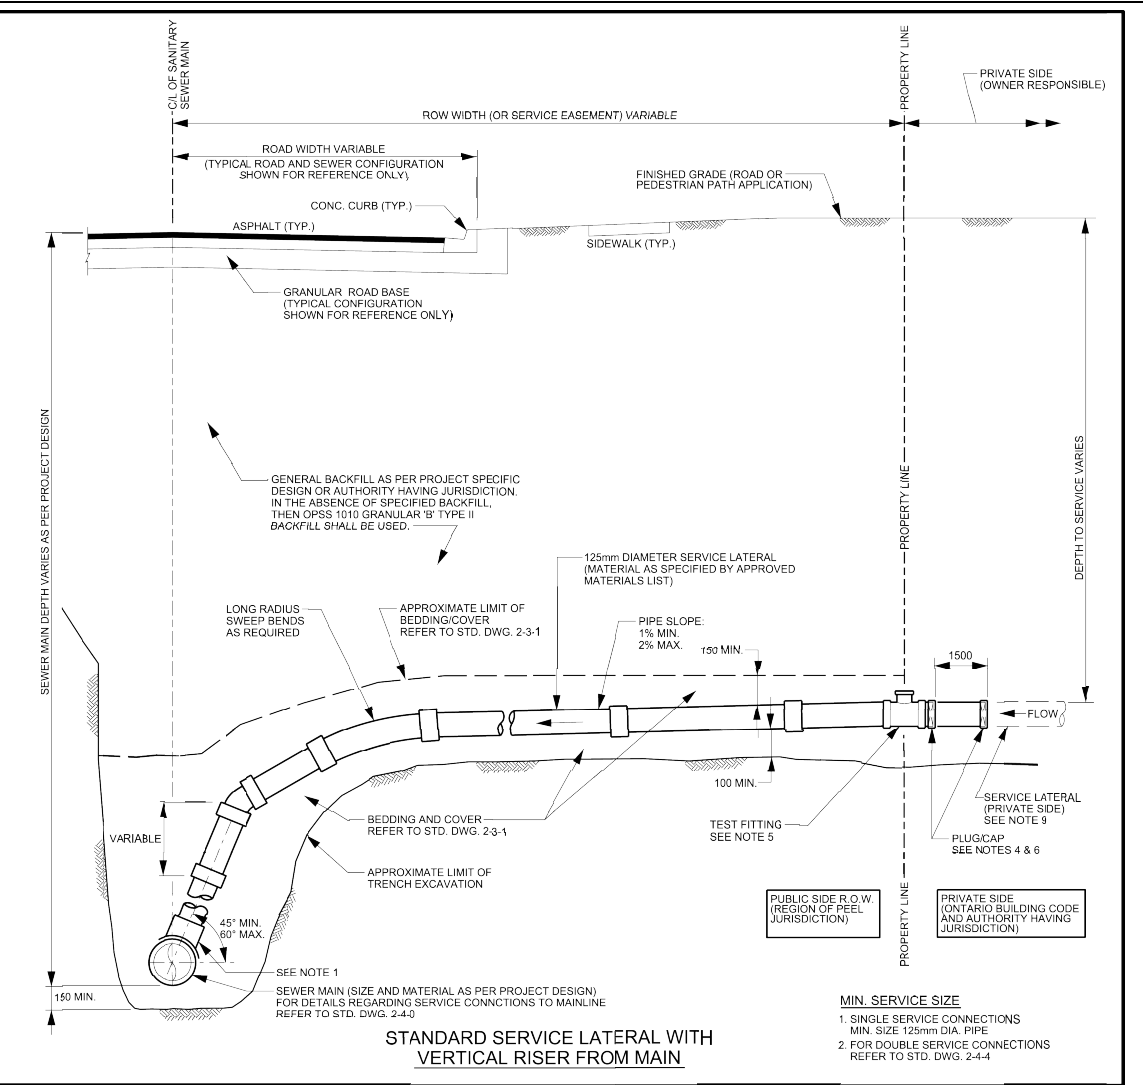 C/L OF SANITARY
SEWER MAIN
PROPERTY LINE
PRIVATE SIDE
(OWNER RESPONSIBLE)
ROW WIDTH (OR SERVICE EASEMENT) VARIABLE
ROAD WIDTH VARIABLE
(TYPICAL ROAD AND SEWER CONFIGURATION
SHOWN FOR REFERENCE ONLY)
FINISHED GRADE (ROAD OR
PEDESTRIAN PATH APPLICATION)
CONC. CURB (TYP.)
ASPHALT (TYP.)
SIDEWALK (TYP.)
GRANULAR ROAD BASE
(TYPICAL CONFIGURATION
SHOWN FOR REFERENCE ONLY)
SEWER MAIN DEPTH VARIES AS PER PROJECT DESIGN
GENERAL BACKFILL AS PER PROJECT SPECIFIC
DESIGN OR AUTHORITY HAVING JURISDICTION.
IN THE ABSENCE OF SPECIFIED BACKFILL,
THEN OPSS 1010 GRANULAR 'B' TYPE II
BACKFILL SHALL BE USED.
PROPERTY LINE
DEPTH TO SERVICE VARIES
125mm DIAMETER SERVICE LATERAL
(MATERIAL AS SPECIFIED BY APPROVED
MATERIALS LIST)
LONG RADIUS
SWEEP BENDS
AS REQUIRED
APPROXIMATE LIMIT OF
BEDDING/COVER
REFER TO STD. DWG. 2-3-1
PIPE SLOPE:
1% MIN.
2% MAX.
150 MIN.
1500
FLOW
100 MIN.
SERVICE LATERAL
(PRIVATE SIDE)
SEE NOTE 9
BEDDING AND COVER
REFER TO STD. DWG. 2-3-1
TEST FITTING
SEE NOTE 5
PLUG/CAP
SEE NOTES 4 & 6
VARIABLE
APPROXIMATE LIMIT OF
TRENCH EXCAVATION
PUBLIC SIDE R.O.W.
(REGION OF PEEL
JURISDICTION)
PROPERTY LINE
PRIVATE SIDE
(ONTARIO BUILDING CODE
AND AUTHORITY HAVING
JURISDICTION)
45° MIN.
60° MAX.
SEE NOTE 1
150 MIN.
SEWER MAIN (SIZE AND MATERIAL AS PER PROJECT DESIGN)
FOR DETAILS REGARDING SERVICE CONNCTIONS TO MAINLINE
REFER TO STD. DWG. 2-4-0
MIN. SERVICE SIZE
1. SINGLE SERVICE CONNECTIONS
MIN. SIZE 125mm DIA. PIPE
2. FOR DOUBLE SERVICE CONNECTIONS
REFER TO STD. DWG. 2-4-4
STANDARD SERVICE LATERAL WITH
VERTICAL RISER FROM MAIN